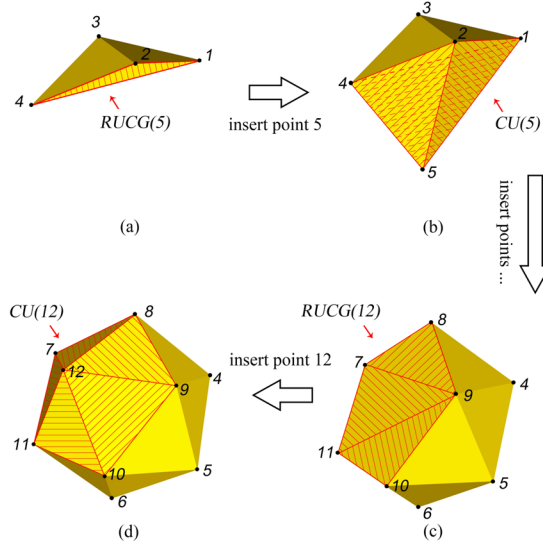 3
2
1
4
RUCG(5)
(a)
insert point 5
3
2
1
4
5
CU(5)
(b)
insert points ...
RUCG(12)
8
7
4
9
11
10
5
6
(c)
insert point 12
CU(12)
8
7
12
4
9
11
10
5
6
(d)